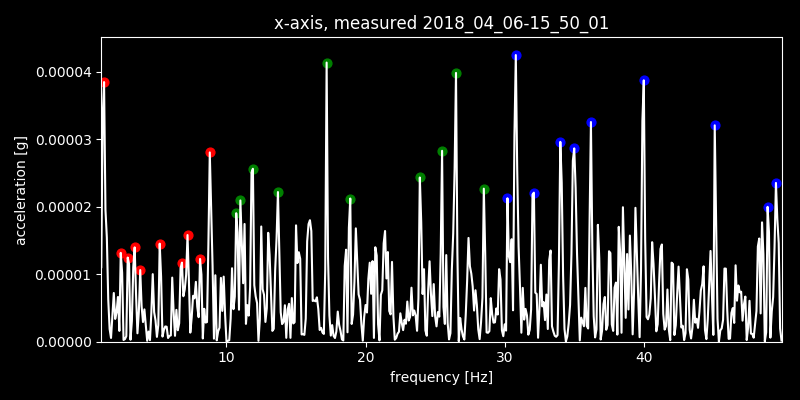 x-axis, measured 2018_04_06-15_50_01
acceleration [g]
0.00004
0.00003
0.00002
0.00001
0.00000
10 20 30 40
frequency [Hz]